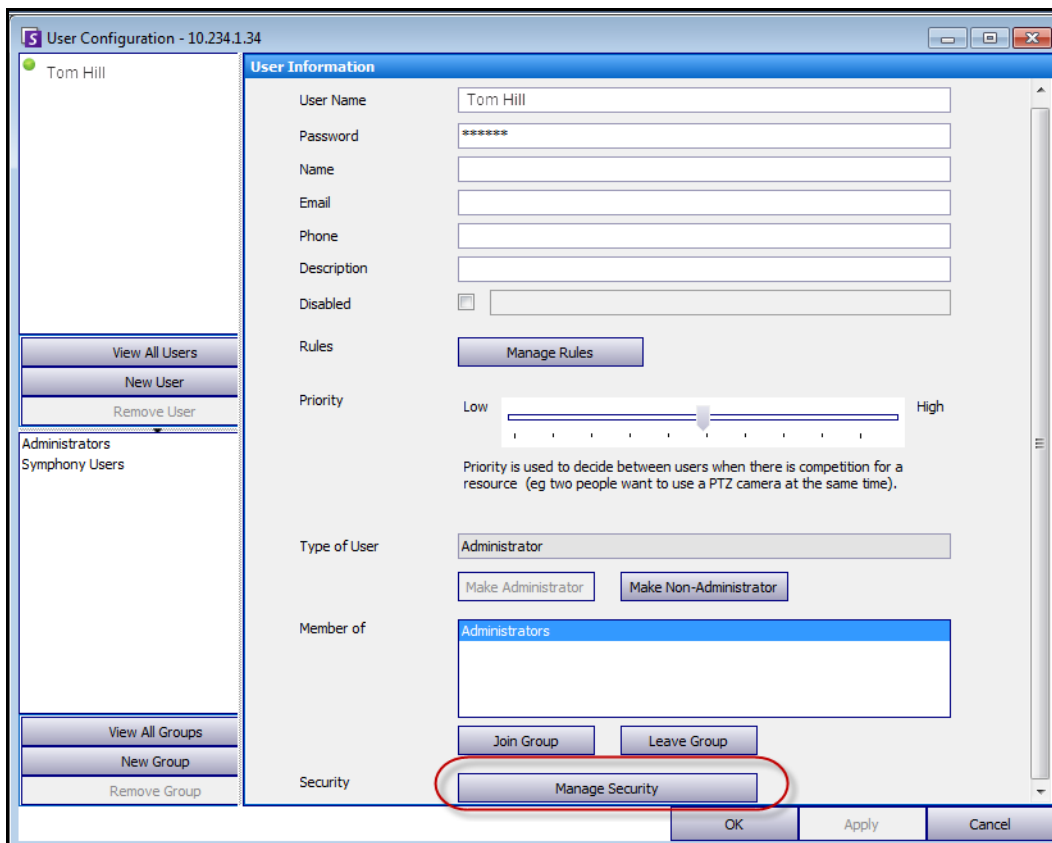 User Configuration - 10.234.1.34
Tom Hill
View All Users
New User
Remove User
Administrators
Symphony Users
View All Groups
New Group
Remove Group
User Information
User Name Tom Hill
Password ******
Name
Email
Phone
Description
Disabled
Rules Manage Rules
Priority Low High
Priority is used to decide between users when there is competition for a
resource (eg two people want to use a PTZ camera at the same time).
Type of User Administrator
Make Administrator Make Non-Administrator
Member of Administrators
Join Group Leave Group
Security Manage Security
OK Apply Cancel